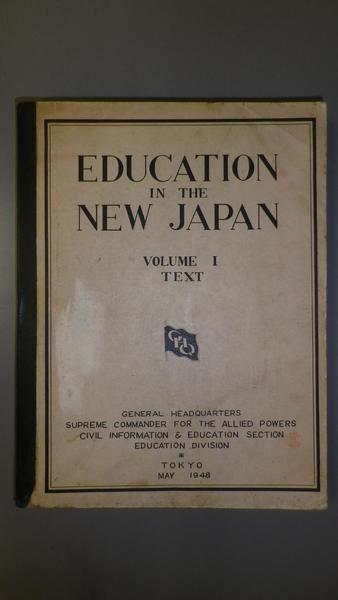 EDUCATION
IN THE
NEW JAPAN
VOLUME I
TEXT
GHQ
GENERAL HEADQUARTERS
SUPREME COMMANDER FOR THE ALLIED POWERS
CIVIL INFORMATION & EDUCATION SECTION
EDUCATION DIVISION
*
TOKYO
MAY 1948